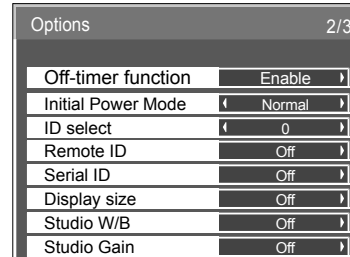 Options 2/3
Off-timer function Enable
Initial Power Mode Normal
ID select 0
Remote ID Off
Serial ID Off
Display size Off
Studio W/B Off
Studio Gain Off